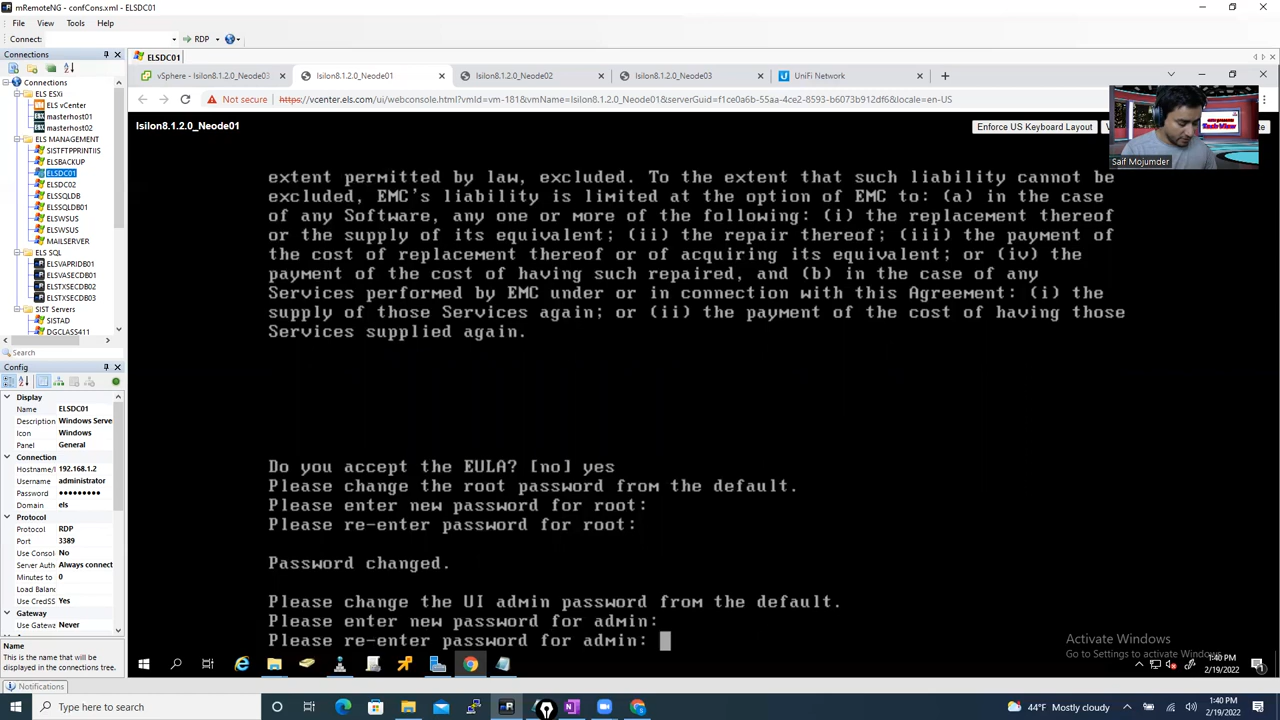 mRemoteNG - confCons.xml - ELSDC01
File View Tools Help
Connect: RDP
Connections
ELSDC01
Connections
ELS ESXi
ELS vCenter
masterhost01
masterhost02
ELS MANAGEMENT
SISTFTPPRINTIIS
ELSBACKUP
ELSDC01
ELSDC02
ELSSQLDB
ELSSQLDB01
ELSWSUS
ELSWSUS
MAILSERVER
ELS SQL
ELSVAPRIDB01
ELSVASECDB01
ELSTXSECDB02
ELSTXSECDB03
SIST Servers
SISTAD
DGCLASS411
Search
Config
Display
Name ELSDC01
Description Windows Serve
Icon Windows
Panel General
Connection
Hostname/I 192.168.1.2
Username administrator
Password •••••••••
Domain els
Protocol
Protocol RDP
Port 3389
Use Consol No
Server Auth Always connect
Minutes to 0
Load Balanc
Use CredSS Yes
Gateway
Use Gatewa Never
Name
This is the name that will be
displayed in the connections tree.
Notifications
vSphere - Isilon8.1.2.0_Neode03
Isilon8.1.2.0_Neode01
Isilon8.1.2.0_Neode02
Isilon8.1.2.0_Neode03
UniFi Network
Not secure https://vcenter.els.com/ui/webconsole.html?vmId=vm-
mName=Isilon8.1.2.0_Neode01&serverGuid=f1cc1a6b-55aa-4ce2-8593-b6073b912df6&locale=en-US
Isilon8.1.2.0_Neode01
Enforce US Keyboard Layout
Tech View
Saif Mojumder
extent permitted by law, excluded. To the extent that such liability cannot be
excluded, EMC's liability is limited at the option of EMC to: (a) in the case
of any Software, any one or more of the following: (i) the replacement thereof
or the supply of its equivalent; (ii) the repair thereof; (iii) the payment of
the cost of replacement thereof or of acquiring its equivalent; or (iv) the
payment of the cost of having such repaired, and (b) in the case of any
Services performed by EMC under or in connection with this Agreement: (i) the
supply of those Services again; or (ii) the payment of the cost of having those
Services supplied again.
Do you accept the EULA? [no] yes
Please change the root password from the default.
Please enter new password for root:
Please re-enter password for root:
Password changed.
Please change the UI admin password from the default.
Please enter new password for admin:
Please re-enter password for admin:
Activate Windows
Go to Settings to activate Windows.
1:40 PM
2/19/2022
Type here to search
44°F Mostly cloudy
1:40 PM
2/19/2022